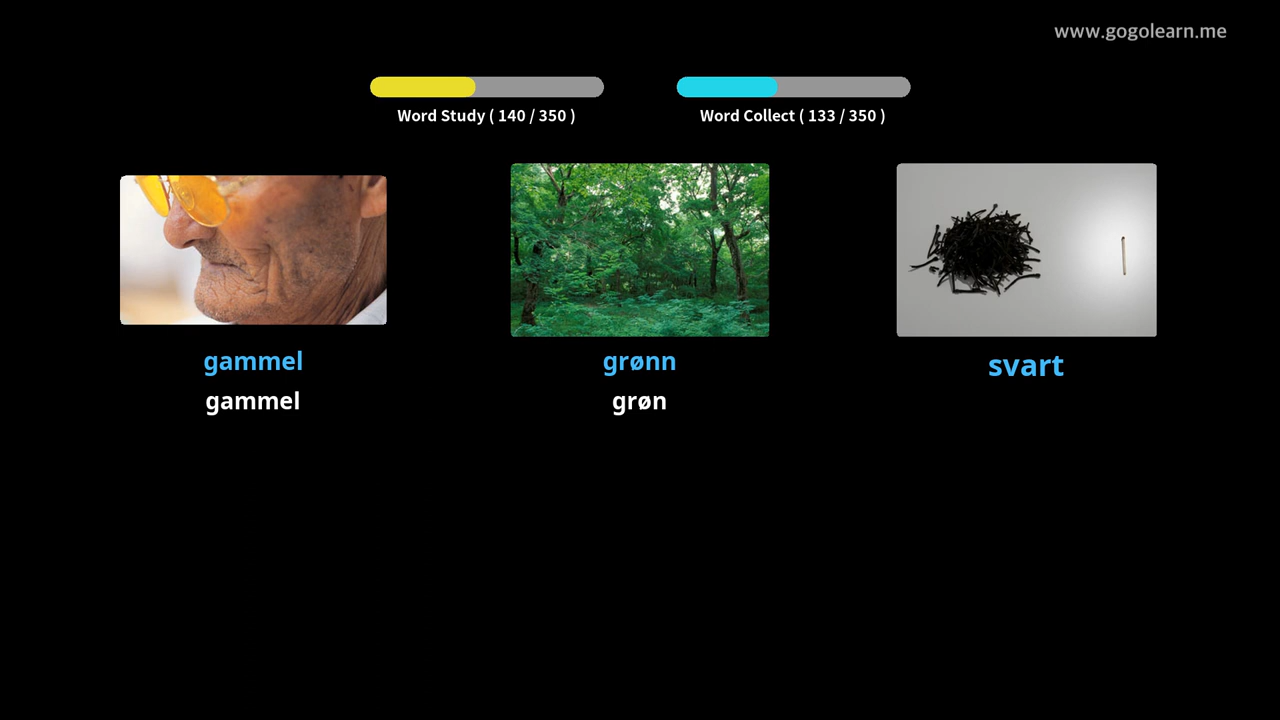 www.gogolearn.me
Word Study ( 140 / 350 )
Word Collect ( 133 / 350 )
gammel
gammel
grønn
grøn
svart